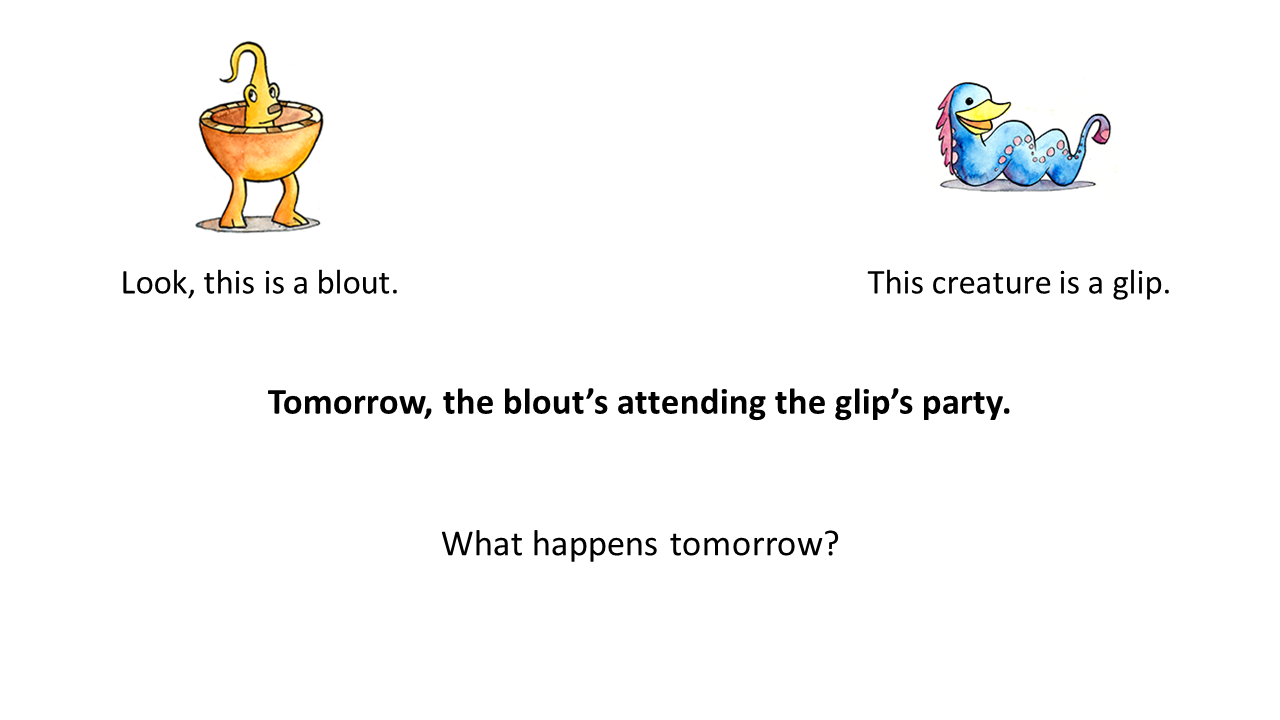 Look, this is a blout.
This creature is a glip.
Tomorrow, the blout’s attending the glip’s party.
What happens tomorrow?